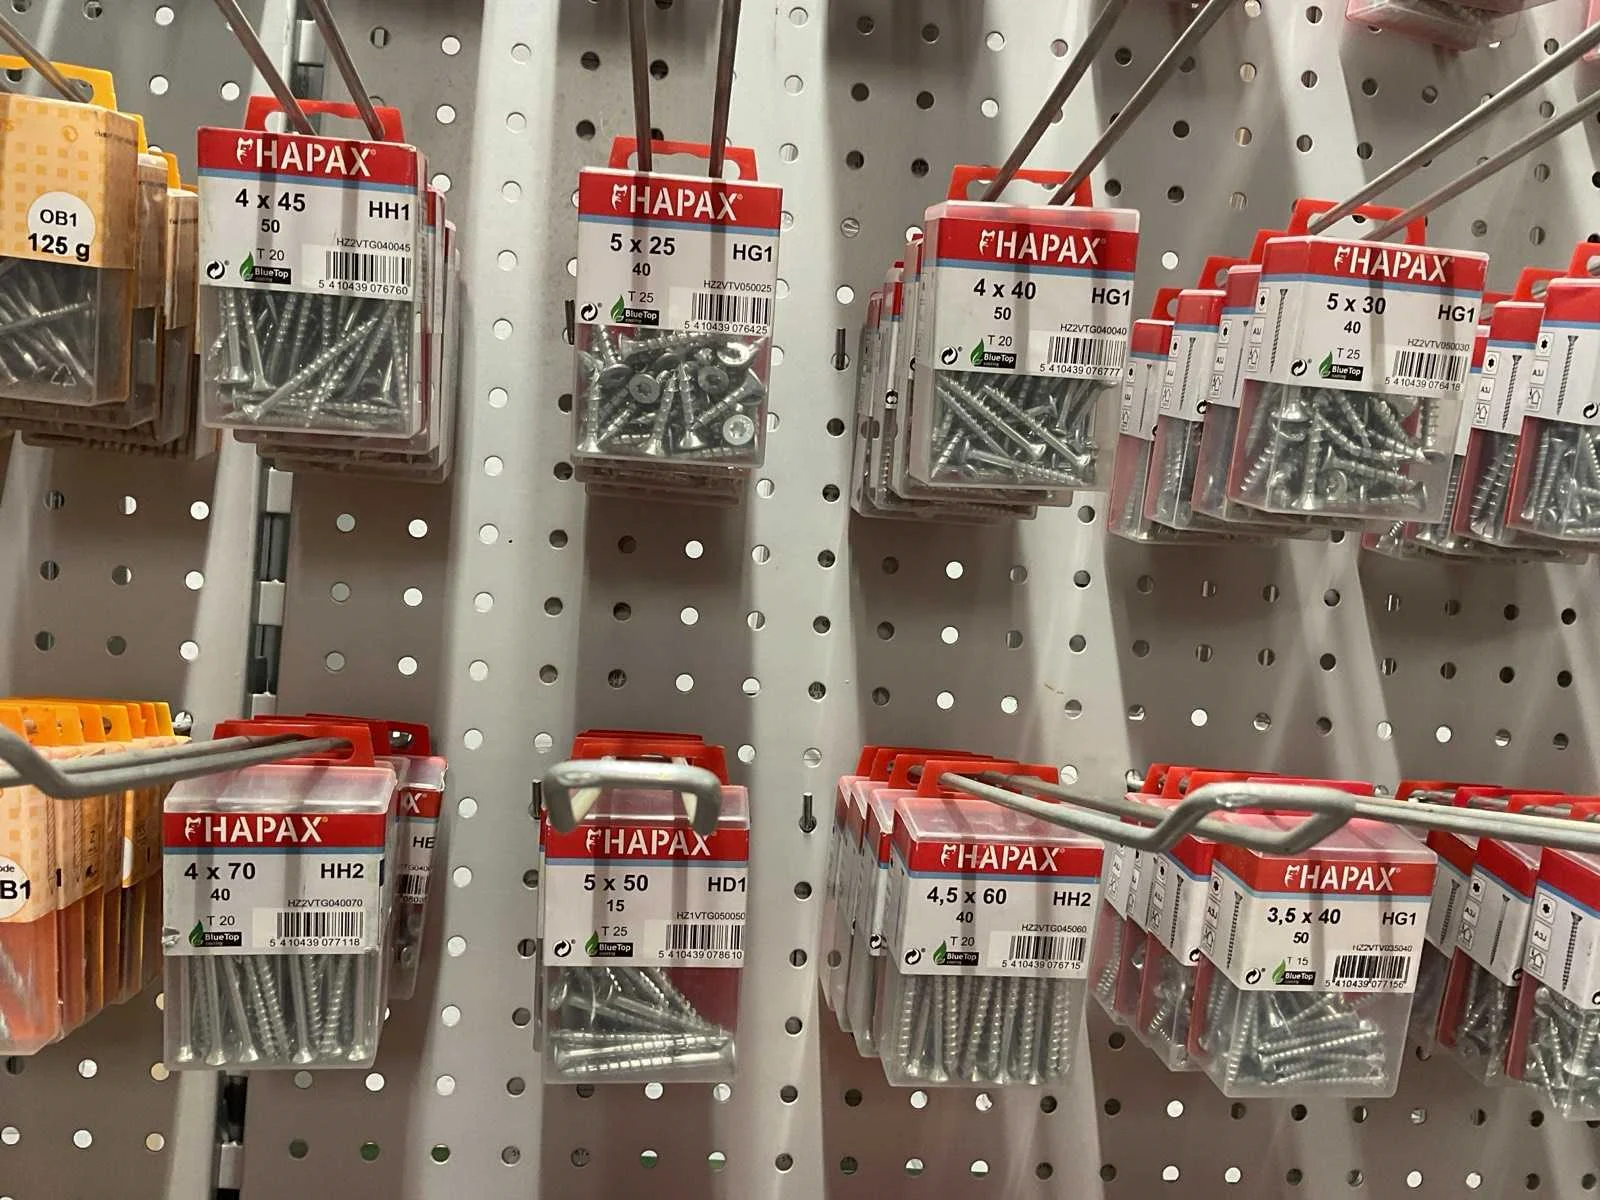 OB1
125 g
HAPAX
4 x 45
HH1
50
HZ2VTG040045
T 20
BlueTop
5 410439 076760
HAPAX
5 x 25
HG1
40
HZ2VTV050025
T 25
BlueTop
5 410439 076425
HAPAX
4 x 40
HG1
50
HZ2VTG040040
T 20
BlueTop
5 410439 076777
HAPAX
5 x 30
HG1
40
HZ2VTV050030
T 25
BlueTop
5 410439 076418
B1
HAPAX
4 x 70
HH2
40
HZ2VTG040070
T 20
BlueTop
5 410439 077118
HE
HAPAX
5 x 50
HD1
15
HZ1VTG050050
T 25
BlueTop
5 410439 078610
HAPAX
4,5 x 60
HH2
40
HZ2VTG045060
T 20
BlueTop
5 410439 076715
HAPAX
3,5 x 40
HG1
50
HZ2VTV035040
T 15
BlueTop
5 410439 077156